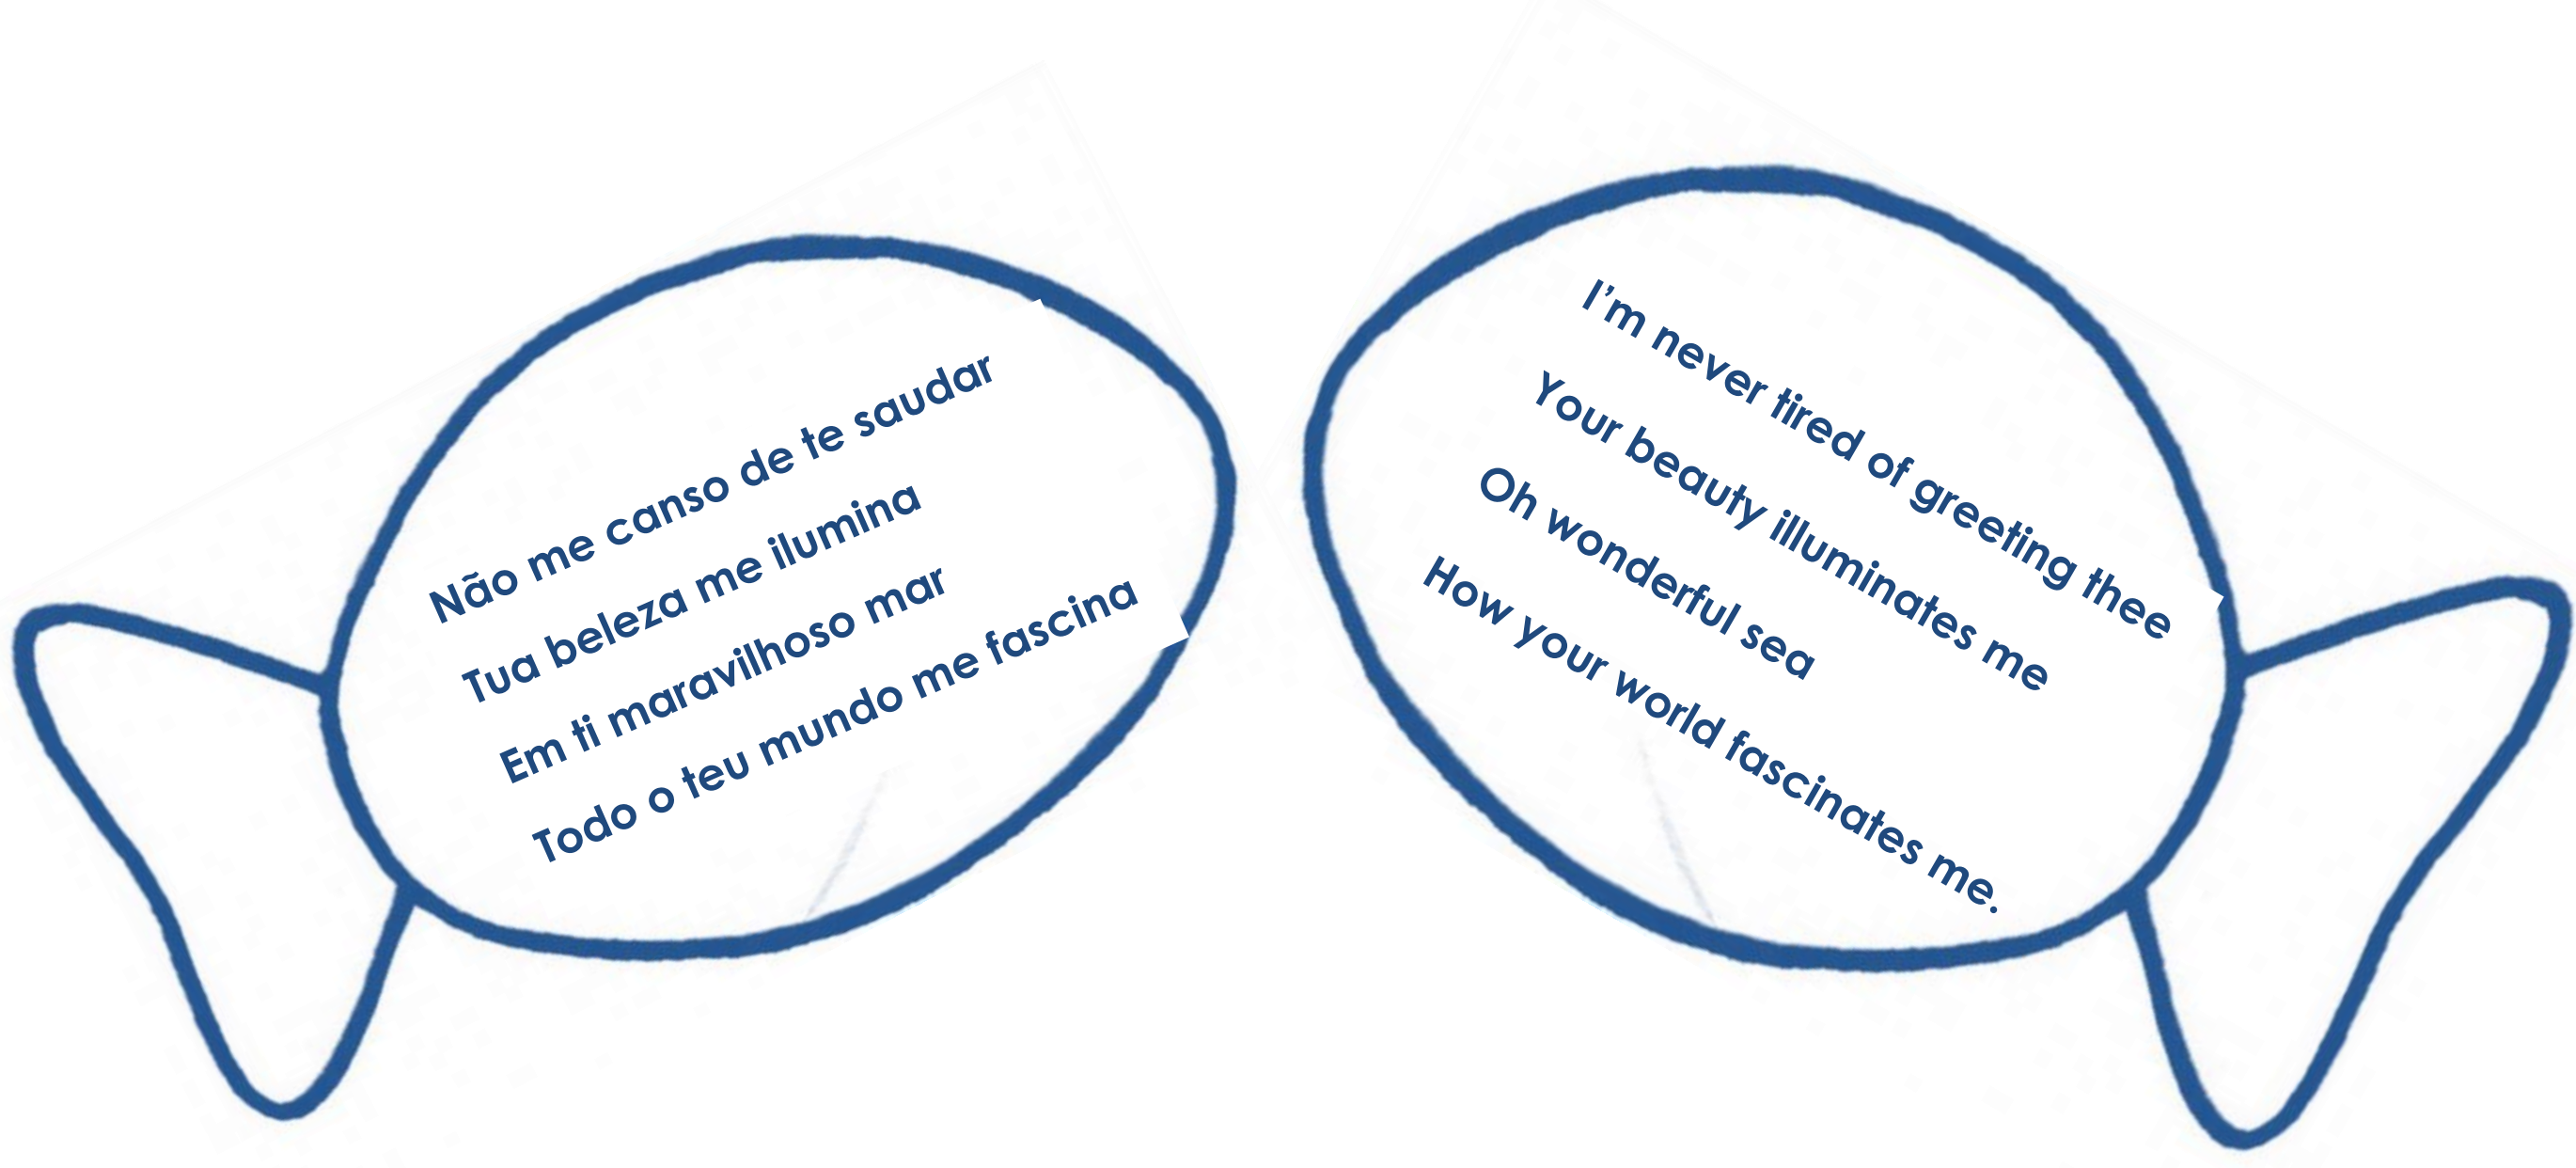 Não me canso de te saudar
Tua beleza me ilumina
Em ti maravilhoso mar
Todo o teu mundo me fascina
I’m never tired of greeting thee
Your beauty illuminates me
Oh wonderful sea
How your world fascinates me.